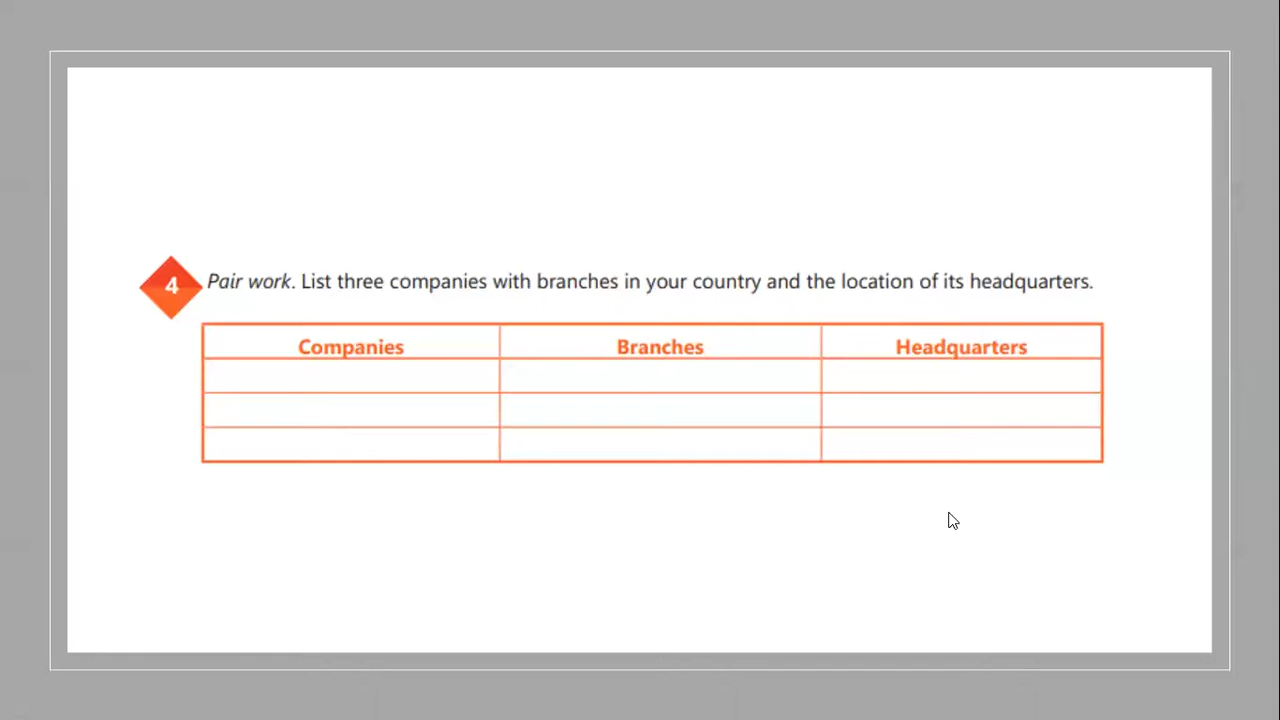 4 Pair work. List three companies with branches in your country and the location of its headquarters.
Companies Branches Headquarters